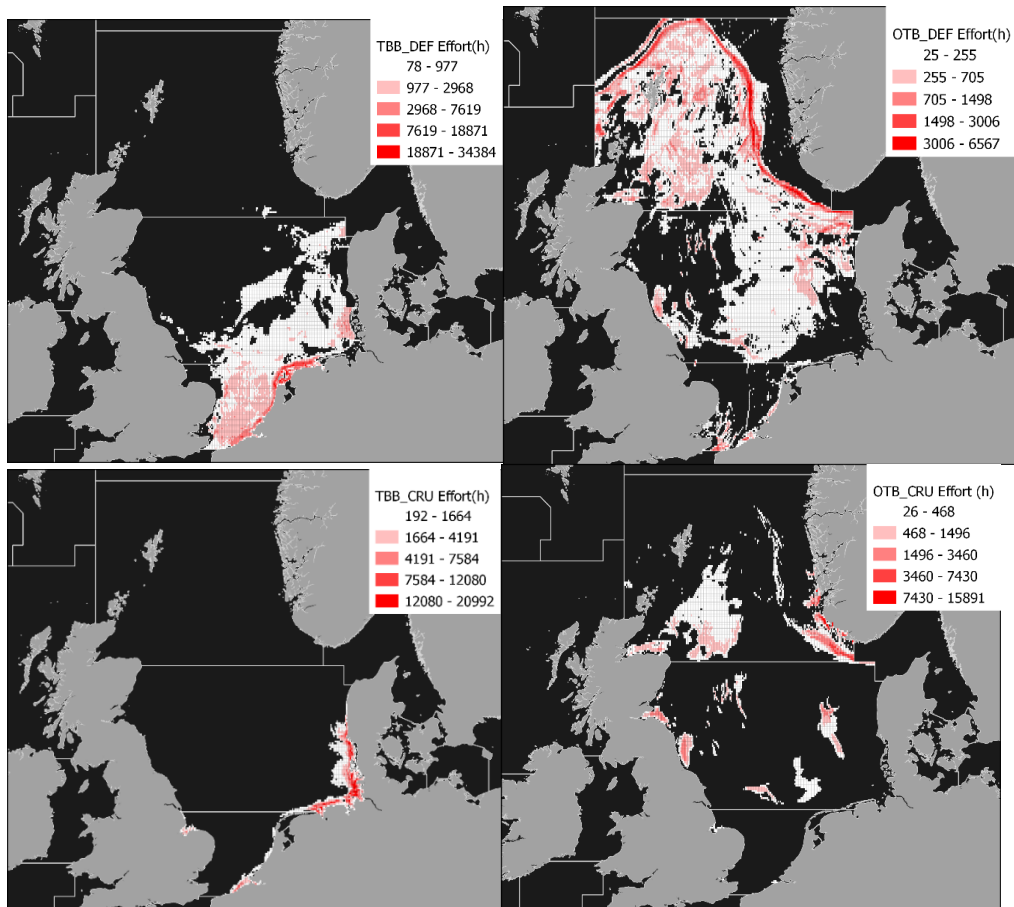 TBB_DEF Effort(h)
78 - 977
977 - 2968
2968 - 7619
7619 - 18871
18871 - 34384
OTB_DEF Effort(h)
25 - 255
255 - 705
705 - 1498
1498 - 3006
3006 - 6567
TBB_CRU Effort(h)
192 - 1664
1664 - 4191
4191 - 7584
7584 - 12080
12080 - 20992
OTB_CRU Effort (h)
26 - 468
468 - 1496
1496 - 3460
3460 - 7430
7430 - 15891